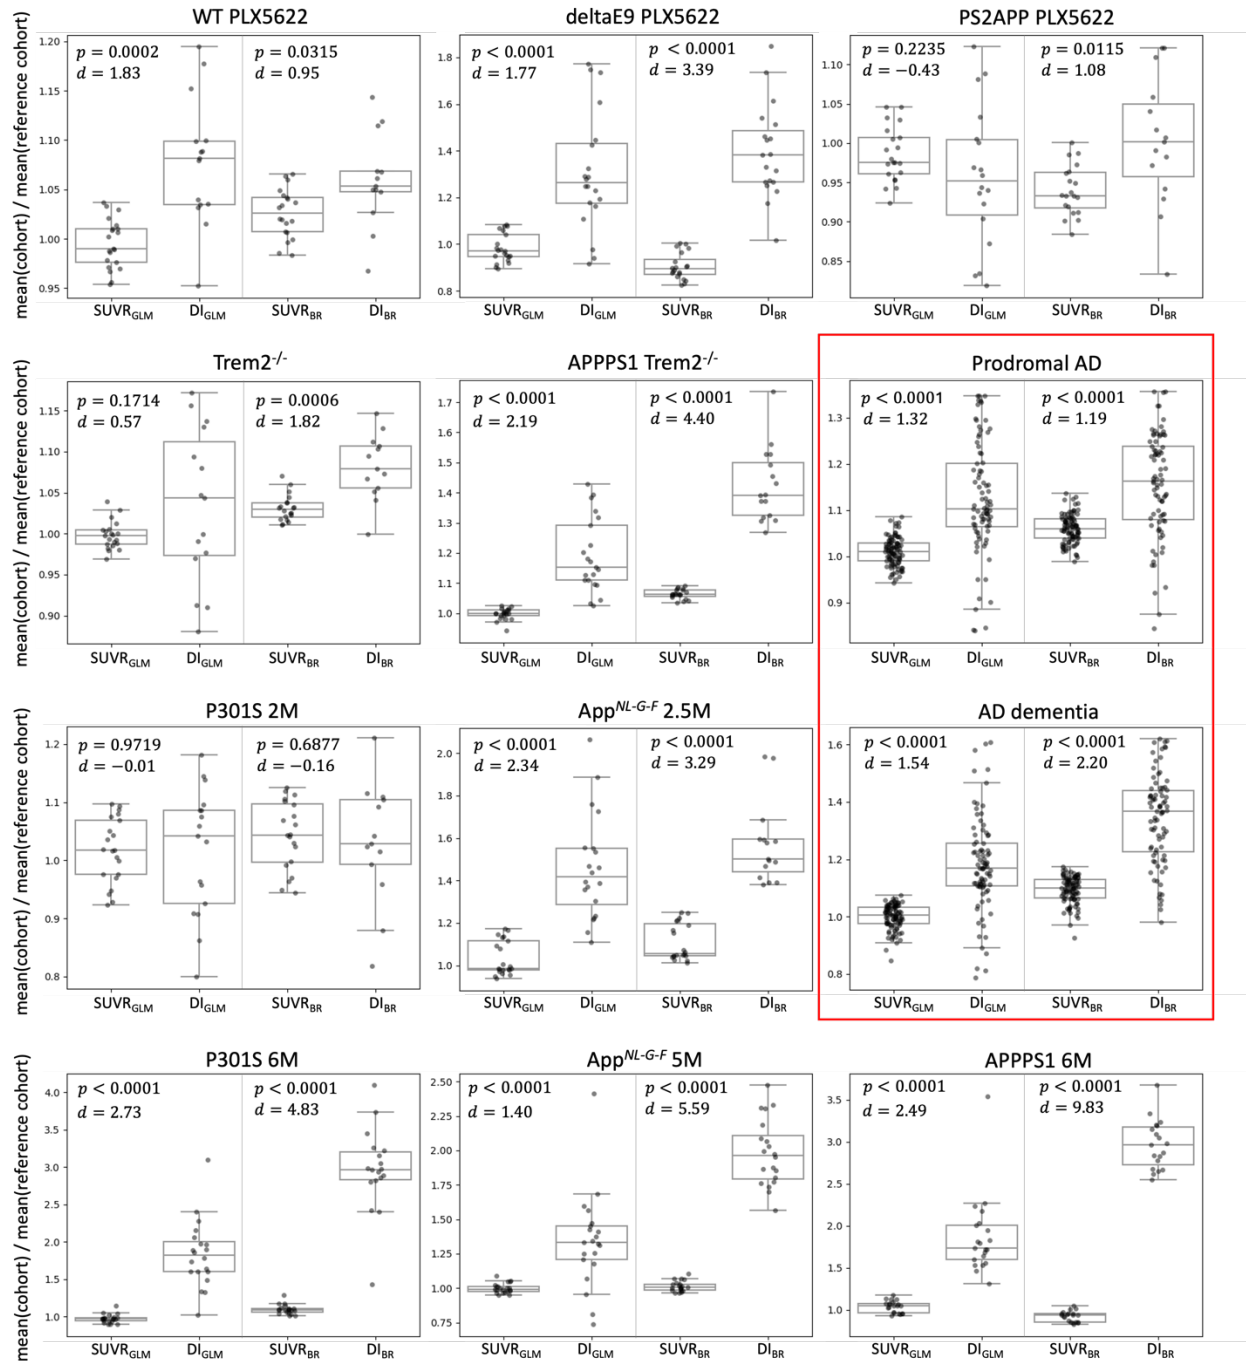 WT PLX5622
mean(cohort) / mean(reference cohort)
p = 0.0002
d = 1.83
p = 0.0315
d = 0.95
1.20
1.15
1.10
1.05
1.00
0.95
SUVRGLM DIGLM SUVRBR DIBR
deltaE9 PLX5622
p < 0.0001
d = 1.77
p < 0.0001
d = 3.39
1.8
1.6
1.4
1.2
1.0
0.8
SUVRGLM DIGLM SUVRBR DIBR
PS2APP PLX5622
p = 0.2235
d = −0.43
p = 0.0115
d = 1.08
1.10
1.05
1.00
0.95
0.90
0.85
SUVRGLM DIGLM SUVRBR DIBR
Trem2-/-
mean(cohort) / mean(reference cohort)
p = 0.1714
d = 0.57
p = 0.0006
d = 1.82
1.15
1.10
1.05
1.00
0.95
0.90
SUVRGLM DIGLM SUVRBR DIBR
APPPS1 Trem2-/-
p < 0.0001
d = 2.19
p < 0.0001
d = 4.40
1.7
1.6
1.5
1.4
1.3
1.2
1.1
1.0
SUVRGLM DIGLM SUVRBR DIBR
Prodromal AD
p < 0.0001
d = 1.32
p < 0.0001
d = 1.19
1.3
1.2
1.1
1.0
0.9
SUVRGLM DIGLM SUVRBR DIBR
P301S 2M
mean(cohort) / mean(reference cohort)
p = 0.9719
d = −0.01
p = 0.6877
d = −0.16
1.2
1.1
1.0
0.9
0.8
SUVRGLM DIGLM SUVRBR DIBR
AppNL-G-F 2.5M
p < 0.0001
d = 2.34
p < 0.0001
d = 3.29
2.0
1.8
1.6
1.4
1.2
1.0
SUVRGLM DIGLM SUVRBR DIBR
AD dementia
p < 0.0001
d = 1.54
p < 0.0001
d = 2.20
1.6
1.4
1.2
1.0
0.8
SUVRGLM DIGLM SUVRBR DIBR
P301S 6M
mean(cohort) / mean(reference cohort)
p < 0.0001
d = 2.73
p < 0.0001
d = 4.83
4.0
3.5
3.0
2.5
2.0
1.5
1.0
SUVRGLM DIGLM SUVRBR DIBR
AppNL-G-F 5M
p < 0.0001
d = 1.40
p < 0.0001
d = 5.59
2.50
2.25
2.00
1.75
1.50
1.25
1.00
0.75
SUVRGLM DIGLM SUVRBR DIBR
APPPS1 6M
p < 0.0001
d = 2.49
p < 0.0001
d = 9.83
3.5
3.0
2.5
2.0
1.5
1.0
SUVRGLM DIGLM SUVRBR DIBR